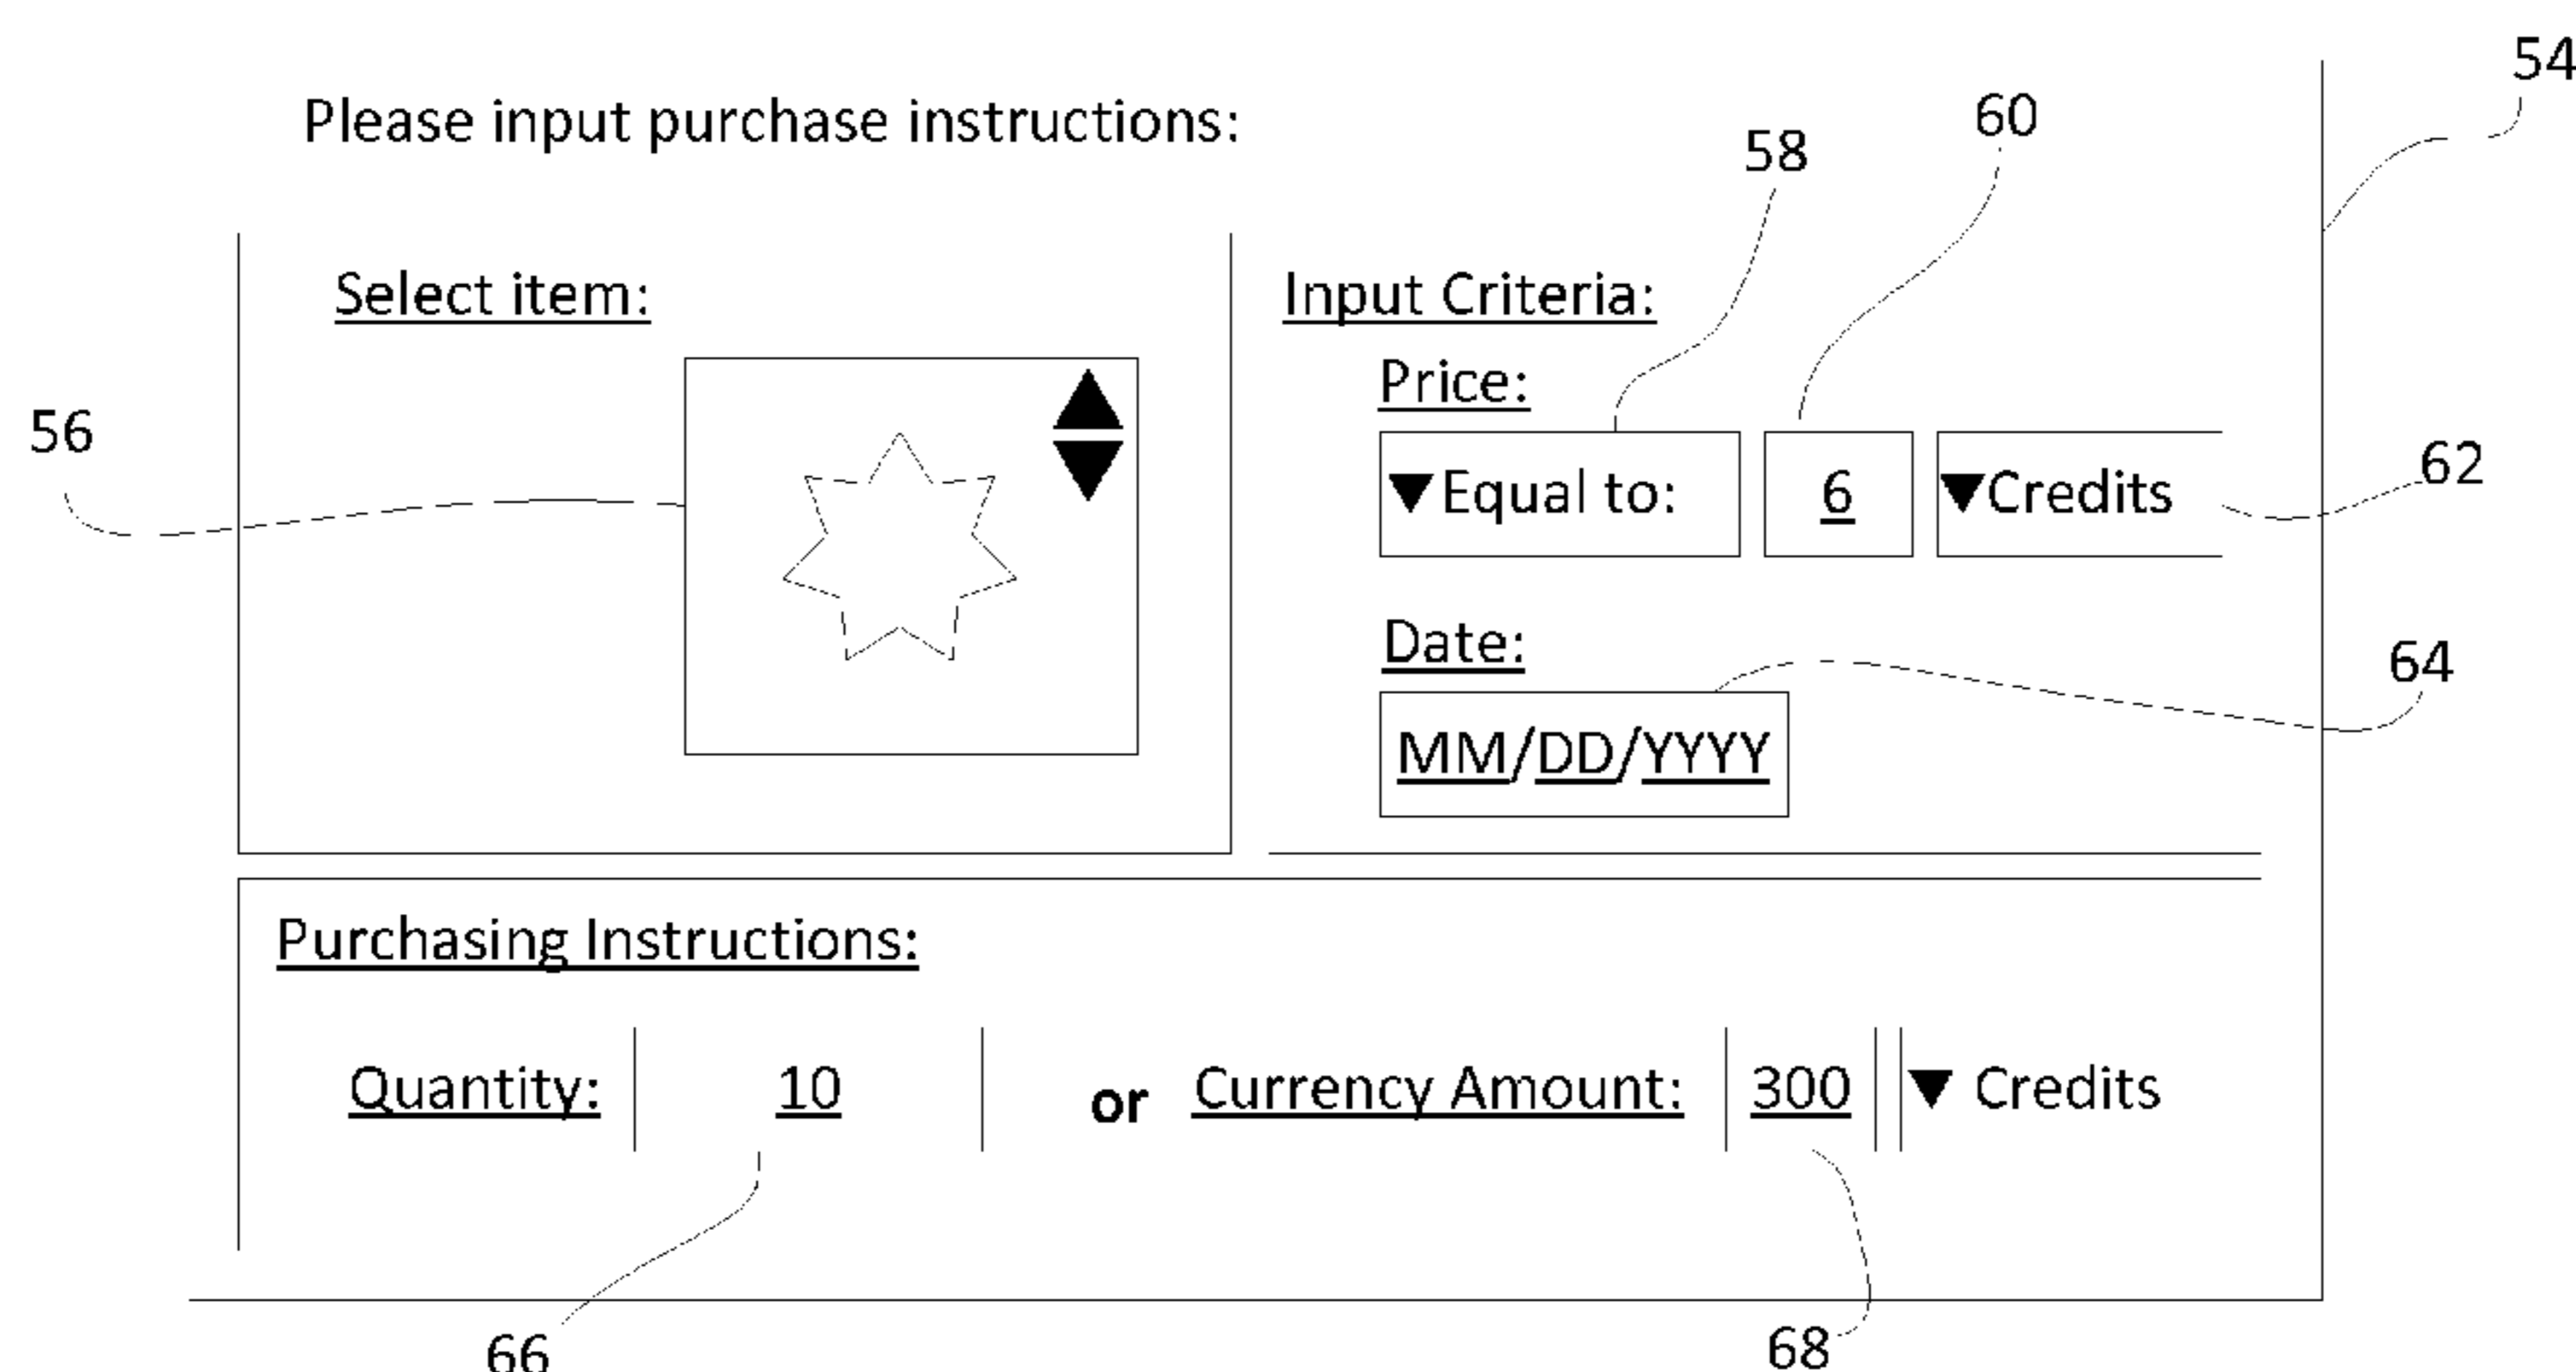 54
Please input purchase instructions:
58
60
Select item:
Input Criteria:
Price:
56
▼Equal to: 6 ▼Credits
62
Date:
64
MM/DD/YYYY
Purchasing Instructions:
Quantity: 10 or Currency Amount: 300 ▼ Credits
66
68